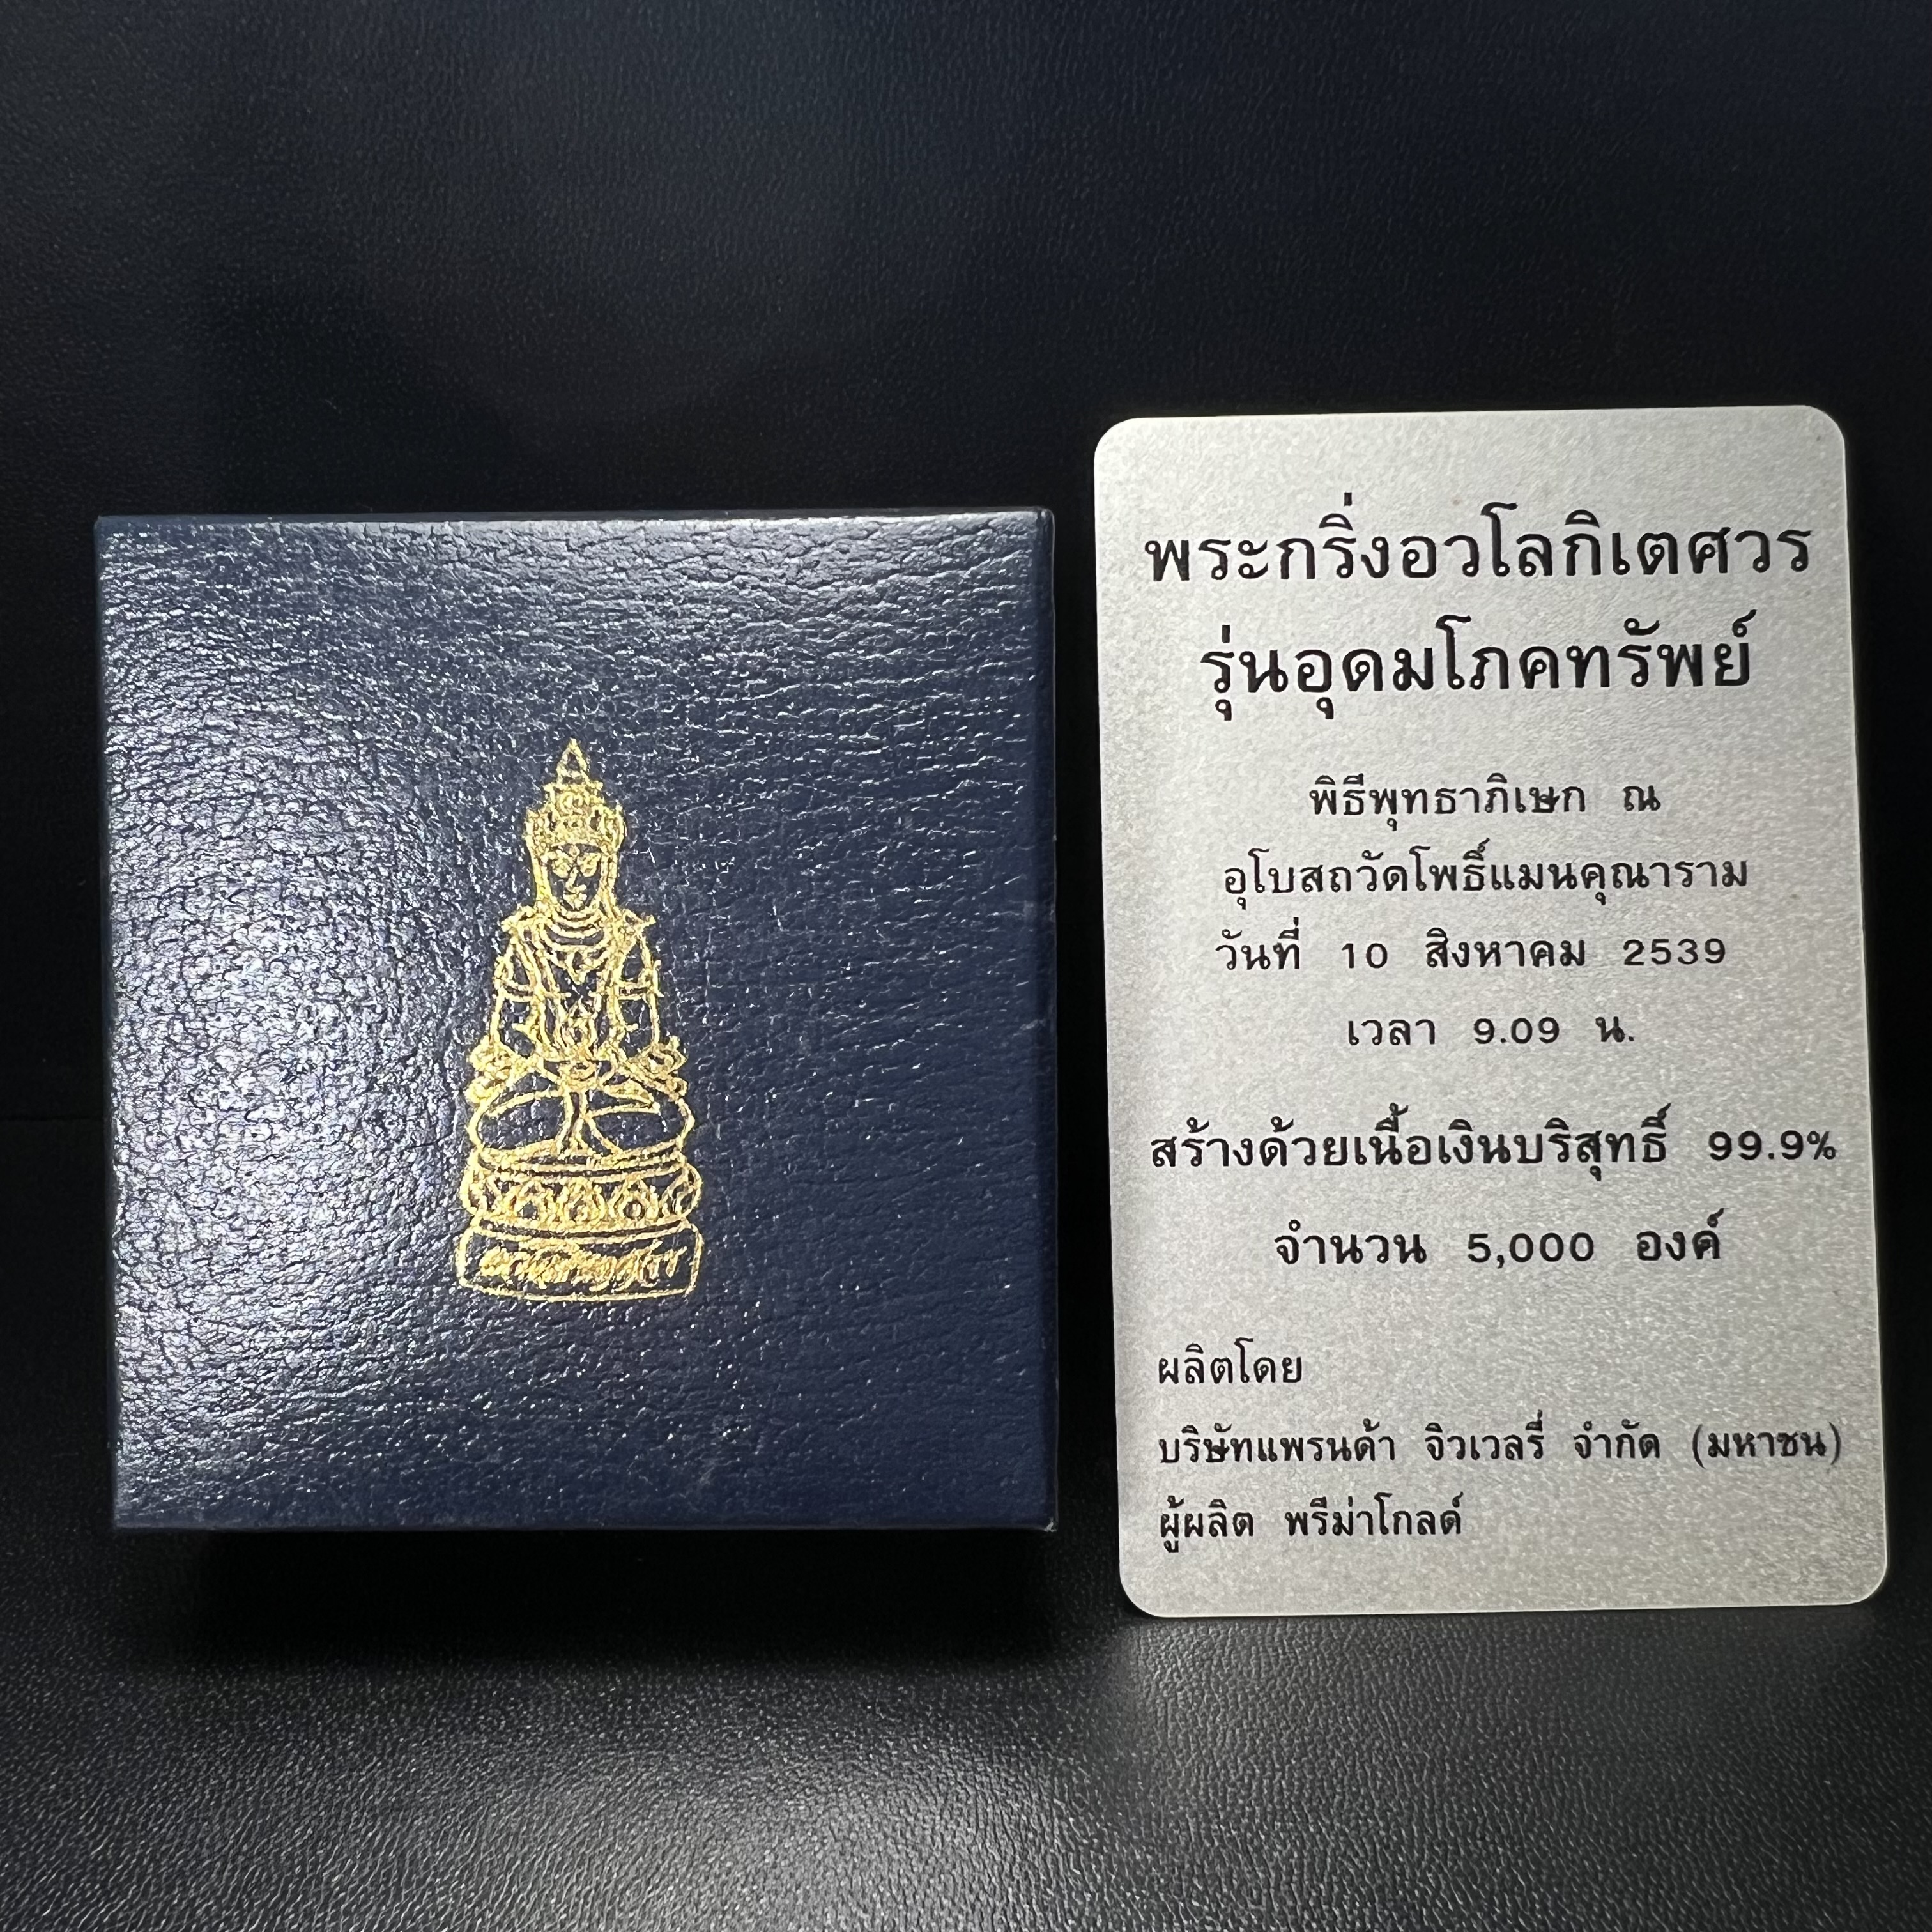 พระกริ่งอวโลกิเตศวร
รุ่นอุดมโภคทรัพย์
พิธีพุทธาภิเษก ณ
อุโบสถวัดโพธิ์แมนคุณาราม
วันที่ 10 สิงหาคม 2539
เวลา 9.09 น.
สร้างด้วยเนื้อเงินบริสุทธิ์ 99.9%
จำนวน 5,000 องค์
ผลิตโดย
บริษัทแพรนด้า จิวเวลรี่ จำกัด (มหาชน)
ผู้ผลิต พรีม่าโกลด์